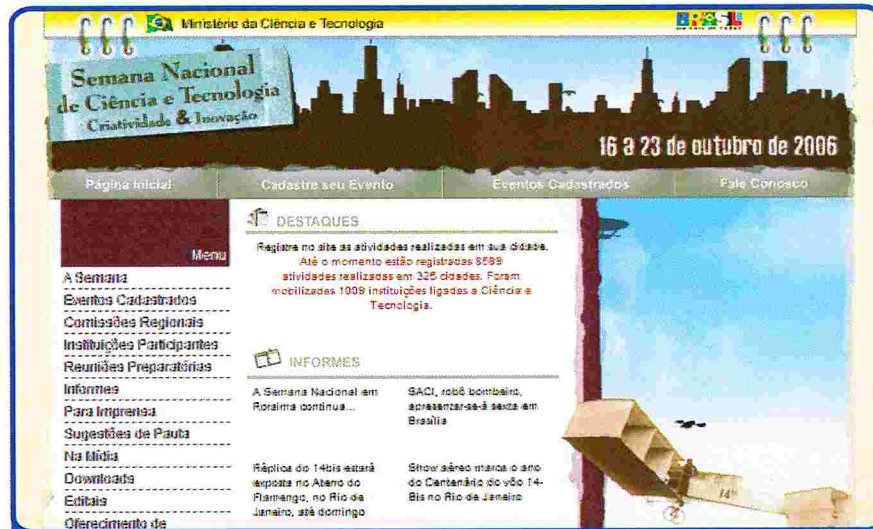 Ministério da Ciência e Tecnologia
BRASIL
Semana Nacional
de Ciência e Tecnologia
Criatividade & Inovação
16 a 23 de outubro de 2006
Página Inicial
Cadastre seu Evento
Eventos Cadastrados
Fale Conosco
Menu
A Semana
Eventos Cadastrados
Comissões Regionais
Instituições Participantes
Reuniões Preparatórias
Informes
Para Imprensa
Sugestões de Pauta
Na Mídia
Downloads
Editais
Oferecimento de
DESTAQUES
Registre no site as atividades realizadas em sua cidade.
Até o momento estão registradas 8589
atividades realizadas em 325 cidades. Foram
mobilizadas 1009 instituições ligadas a Ciência e
Tecnologia.
INFORMES
A Semana Nacional em
Roraima continua...
SACI, robô bombeiro,
apresentar-se-á sexta em
Brasília
Réplica do 14bis estará
exposta no Aterro do
Flamengo, no Rio de
Janeiro, até domingo
Show aéreo marca o ano
do Centenário do vôo 14-
Bis no Rio de Janeiro
14